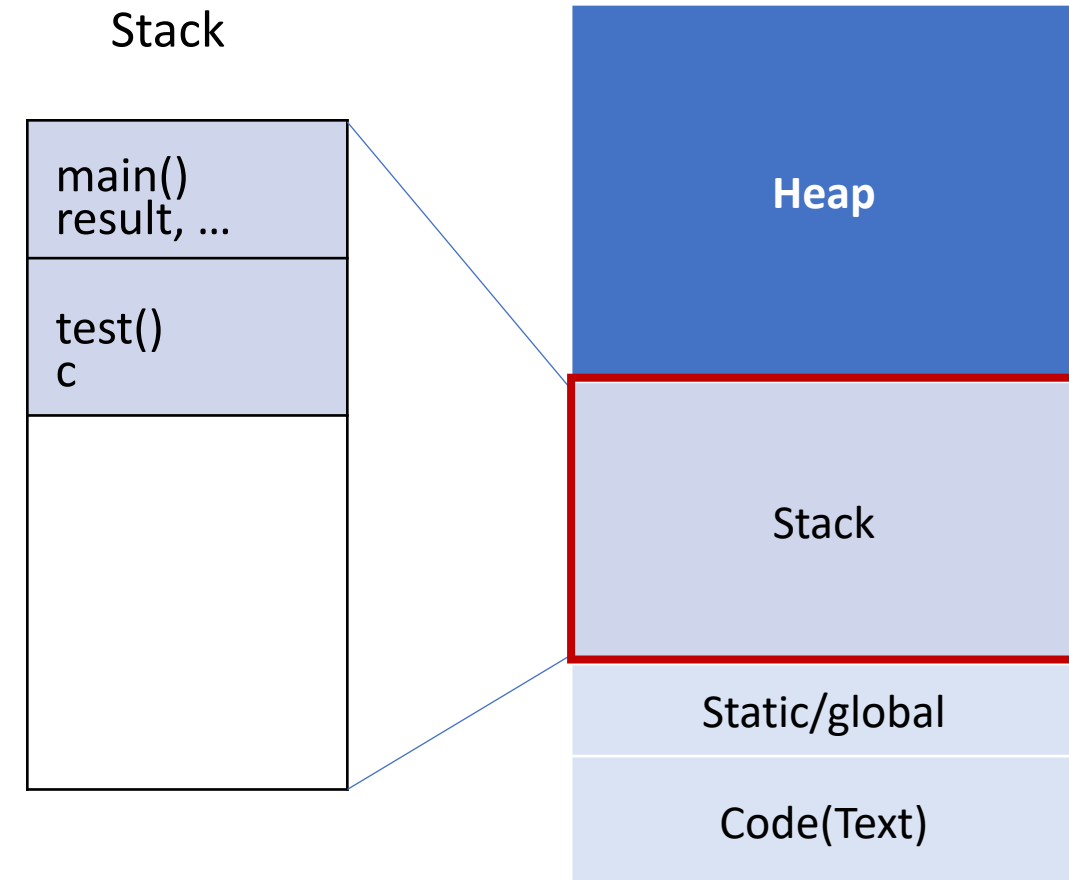 Stack
main()
result, ...
test()
c
Heap
Stack
Static/global
Code(Text)